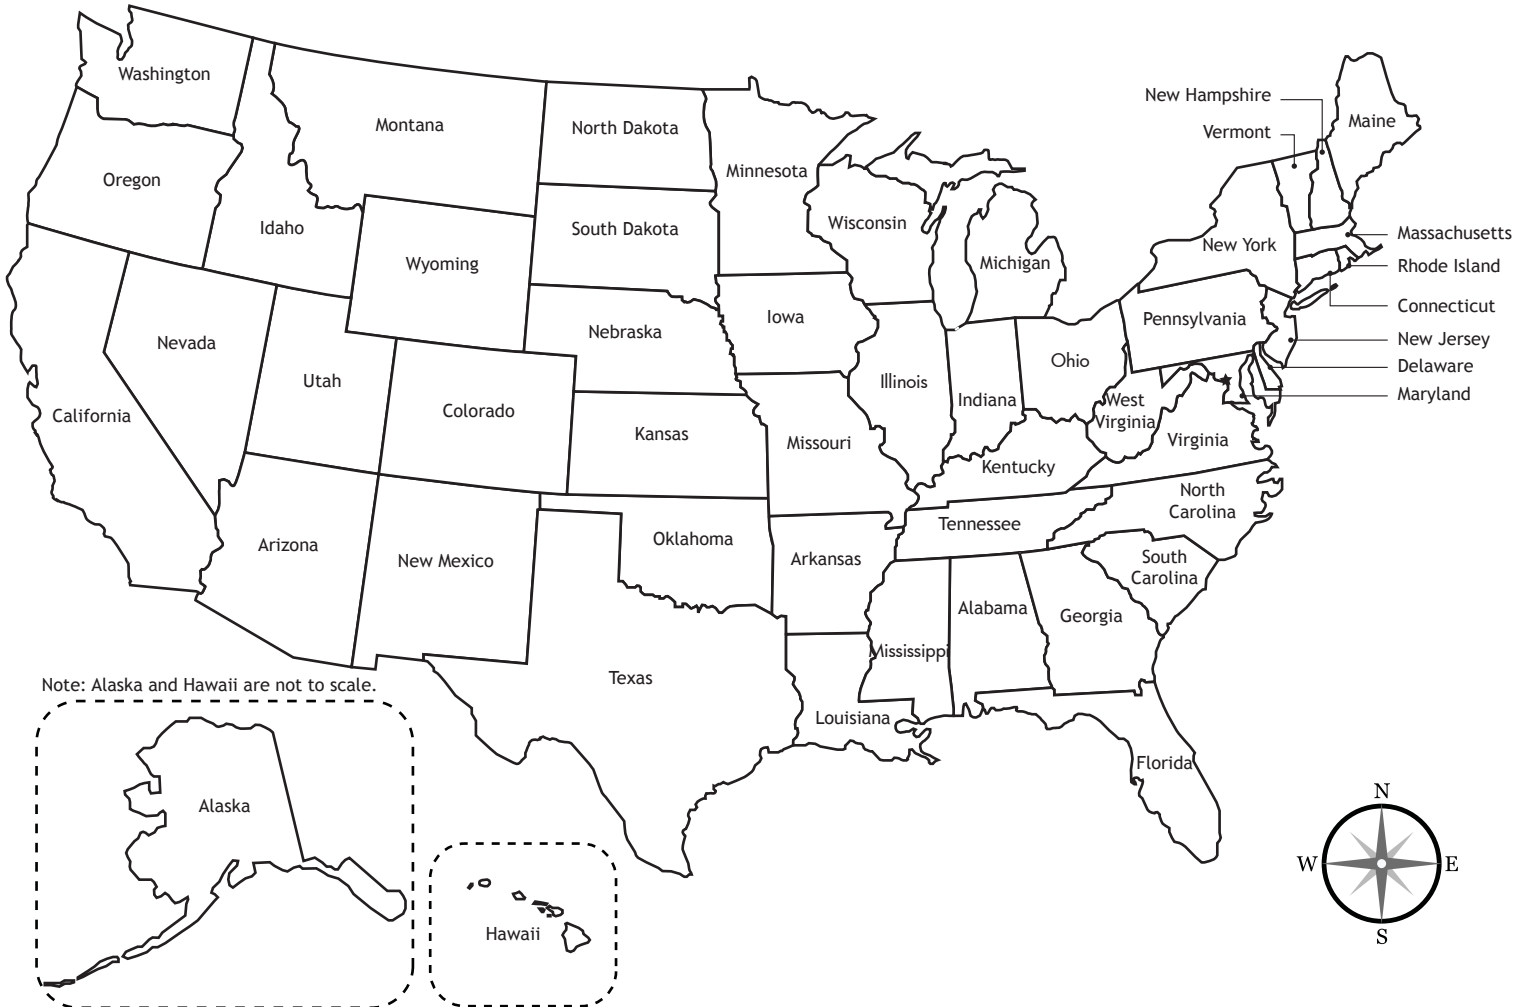 Washington
Montana
North Dakota
Minnesota
New Hampshire
Vermont
Maine
Oregon
Idaho
Wyoming
South Dakota
Wisconsin
Michigan
New York
Massachusetts
Rhode Island
Connecticut
New Jersey
Delaware
Maryland
Nevada
Utah
Colorado
Nebraska
Iowa
Illinois
Indiana
Ohio
Pennsylvania
California
Kansas
Missouri
Kentucky
West
Virginia
Virginia
Arizona
New Mexico
Oklahoma
Arkansas
Tennessee
North
Carolina
South
Carolina
Texas
Louisiana
Mississippi
Alabama
Georgia
Florida
Note: Alaska and Hawaii are not to scale.
Alaska
Hawaii
N
W
E
S